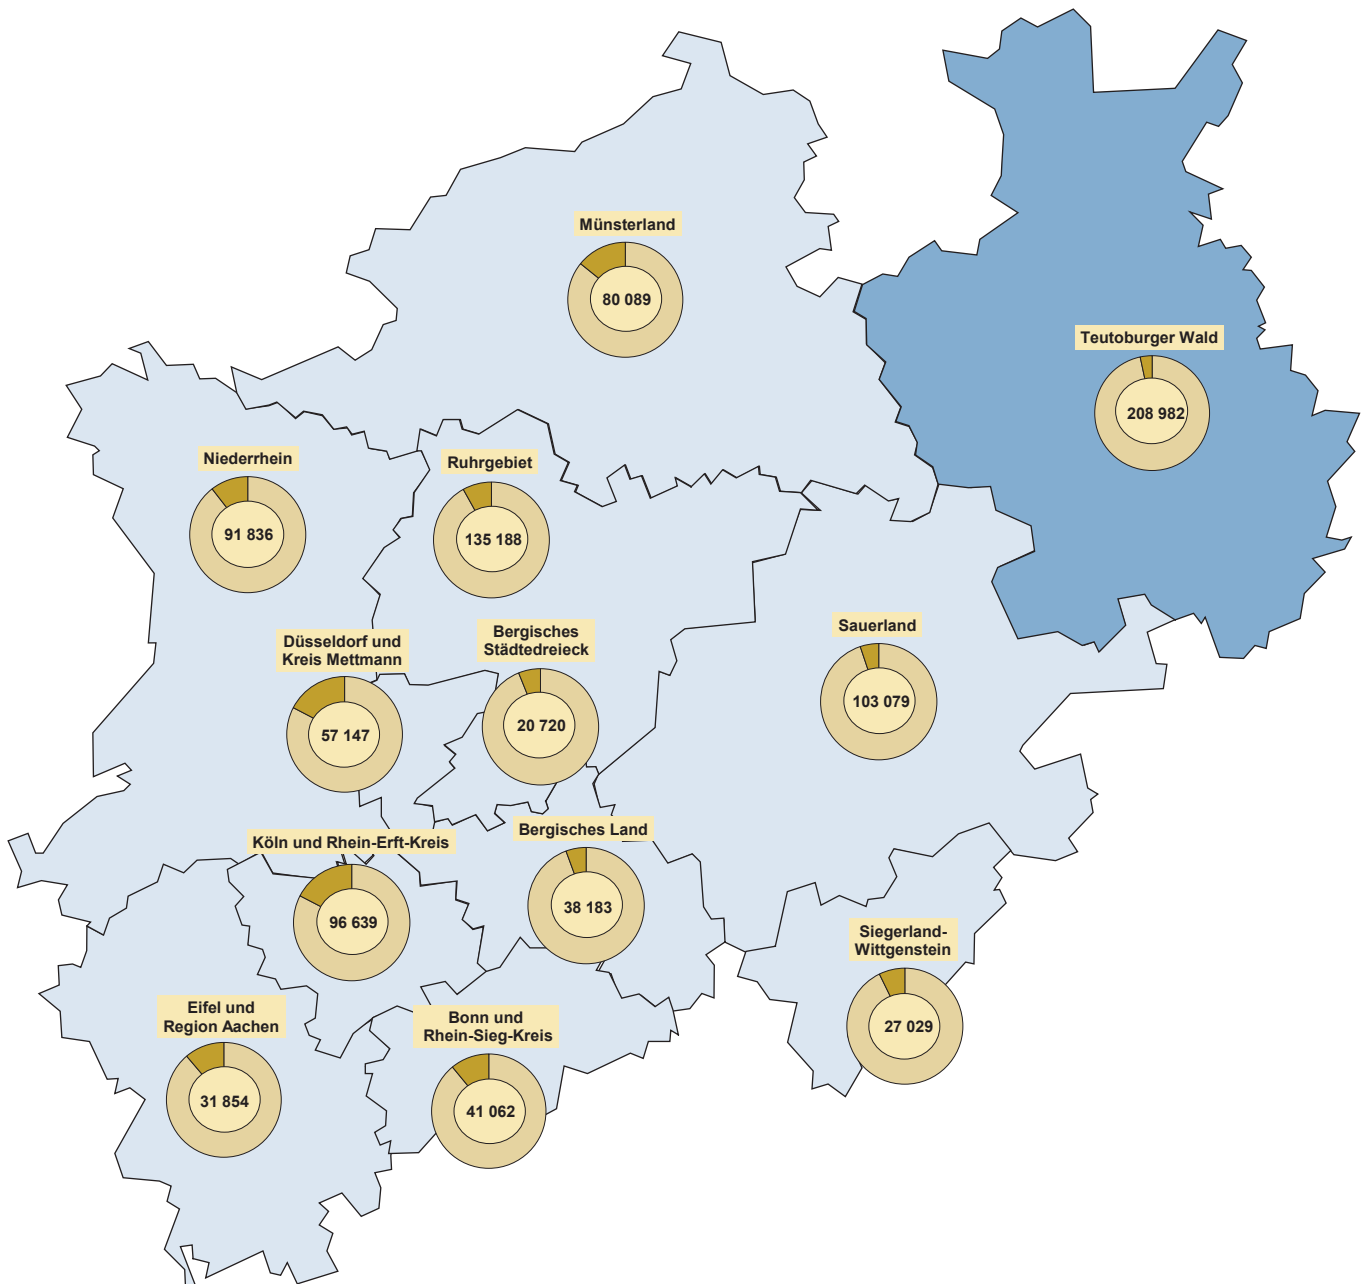 Münsterland
80 089
Teutoburger Wald
208 982
Niederrhein
91 836
Ruhrgebiet
135 188
Düsseldorf und
Kreis Mettmann
57 147
Bergisches
Städtedreieck
20 720
Sauerland
103 079
Köln und Rhein-Erft-Kreis
96 639
Bergisches Land
38 183
Siegerland-
Wittgenstein
27 029
Eifel und
Region Aachen
31 854
Bonn und
Rhein-Sieg-Kreis
41 062